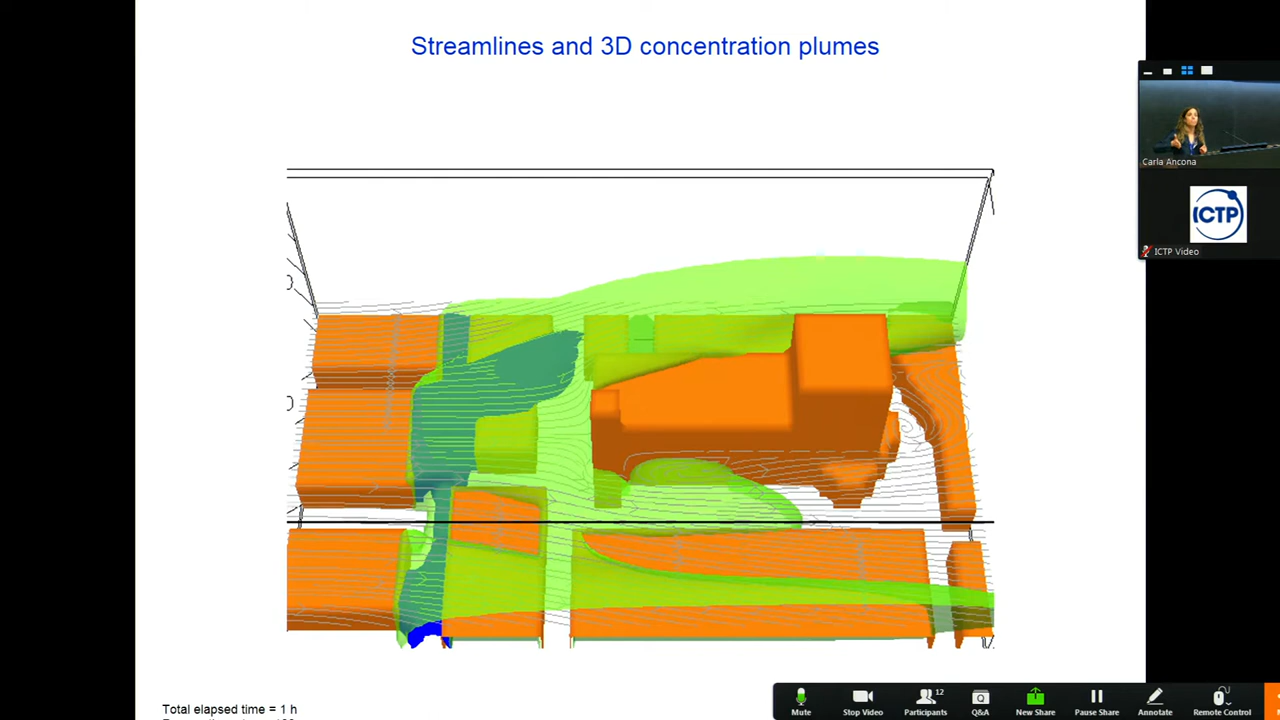 Streamlines and 3D concentration plumes
Carla Ancona
ICTP
ICTP Video
Total elapsed time = 1 h
12
Mute
Stop Video
Participants
Q&A
New Share
Pause Share
Annotate
Remote Control